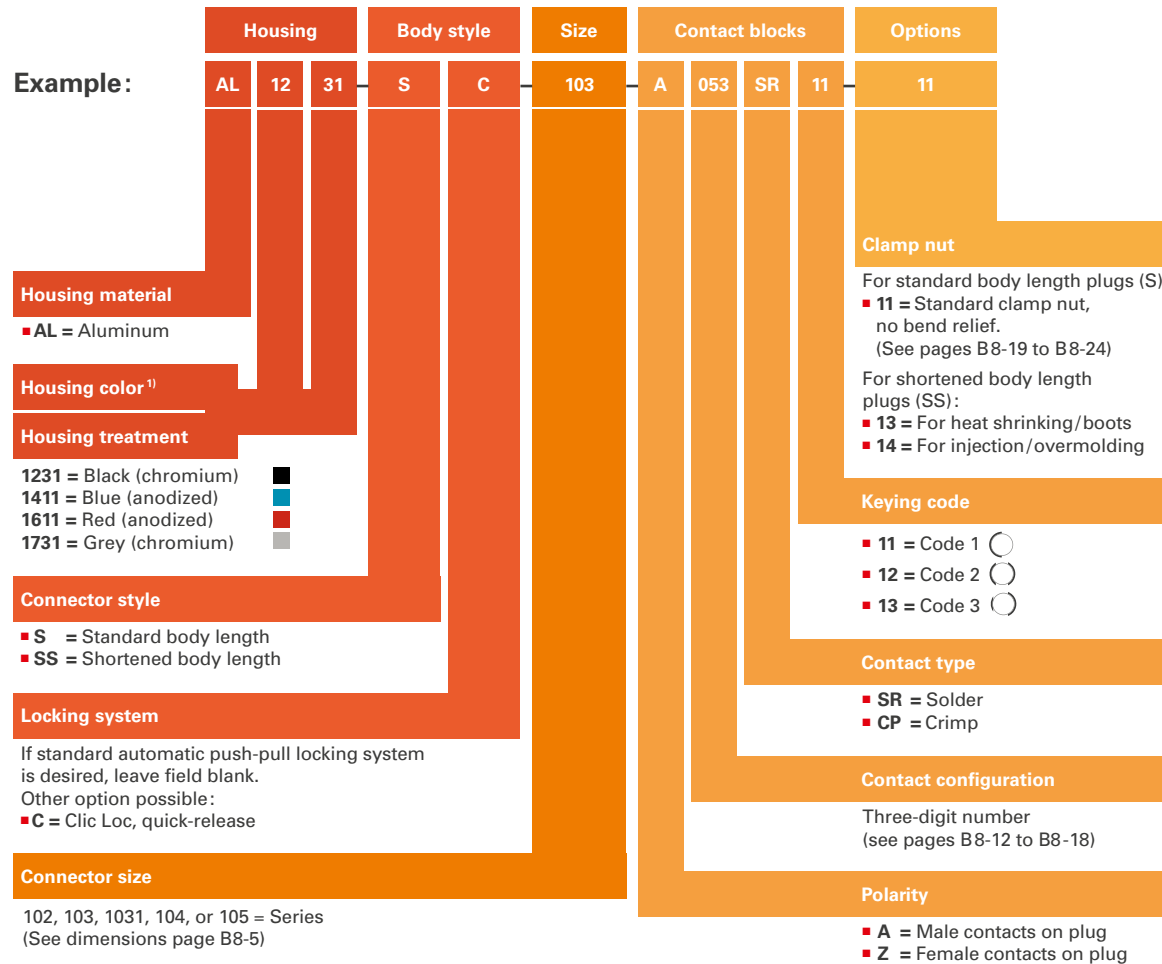 Housing Body style Size Contact blocks Options
Example: AL 12 31 – S C – 103 – A 053 SR 11 – 11
Clamp nut
For standard body length plugs (S)
■ 11 = Standard clamp nut,
no bend relief.
(See pages B8-19 to B8-24)
For shortened body length
plugs (SS):
■ 13 = For heat shrinking/boots
■ 14 = For injection/overmolding
Housing material
■ AL = Aluminum
Housing color 1)
Housing treatment
1231 = Black (chromium)
1411 = Blue (anodized)
1611 = Red (anodized)
1731 = Grey (chromium)
Keying code
■ 11 = Code 1
■ 12 = Code 2
■ 13 = Code 3
Connector style
■ S = Standard body length
■ SS = Shortened body length
Contact type
■ SR = Solder
■ CP = Crimp
Locking system
If standard automatic push-pull locking system
is desired, leave field blank.
Other option possible:
■ C = Clic Loc, quick-release
Contact configuration
Three-digit number
(see pages B8-12 to B8-18)
Connector size
102, 103, 1031, 104, or 105 = Series
(See dimensions page B8-5)
Polarity
■ A = Male contacts on plug
■ Z = Female contacts on plug